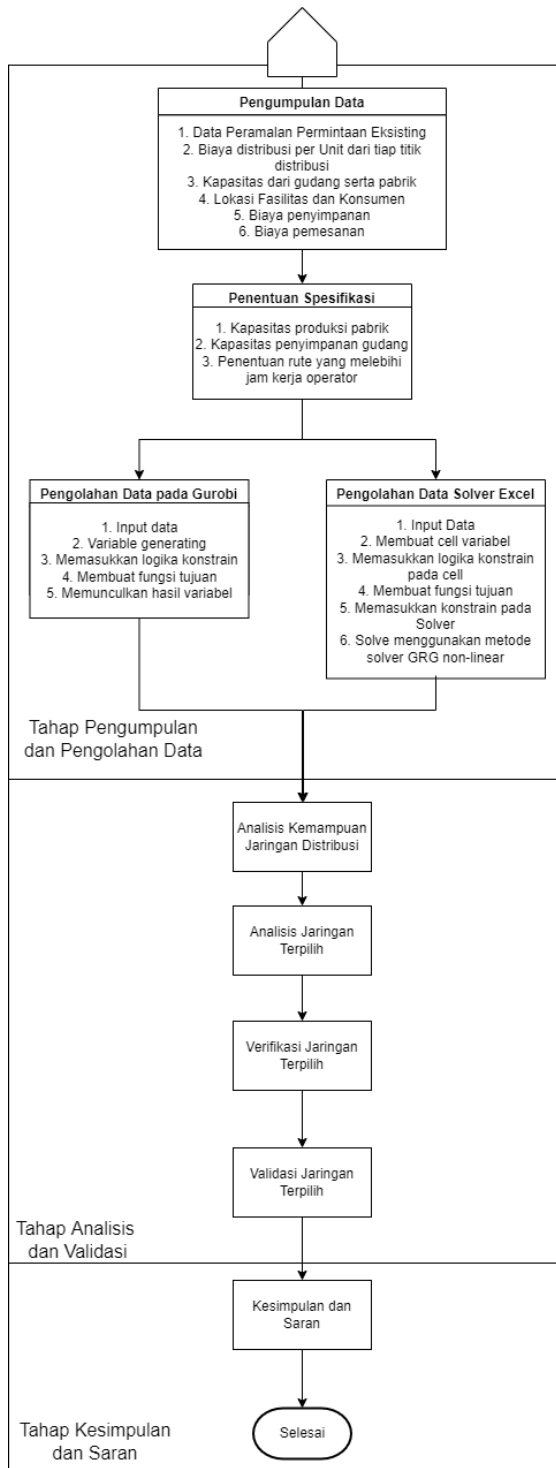 Pengumpulan Data
1. Data Peramalan Permintaan Eksisting
2. Biaya distribusi per Unit dari tiap titik
distribusi
3. Kapasitas dari gudang serta pabrik
4. Lokasi Fasilitas dan Konsumen
5. Biaya penyimpanan
6. Biaya pemesanan
Penentuan Spesifikasi
1. Kapasitas produksi pabrik
2. Kapasitas penyimpanan gudang
3. Penentuan rute yang melebihi
jam kerja operator
Pengolahan Data pada Gurobi
1. Input data
2. Variable generating
3. Memasukkan logika konstrain
4. Membuat fungsi tujuan
5. Memunculkan hasil variabel
Pengolahan Data Solver Excel
1. Input Data
2. Membuat cell variabel
3. Memasukkan logika konstrain
pada cell
4. Membuat fungsi tujuan
5. Memasukkan konstrain pada
Solver
6. Solve menggunakan metode
solver GRG non-linear
Tahap Pengumpulan
dan Pengolahan Data
Analisis Kemampuan
Jaringan Distribusi
Analisis Jaringan
Terpilih
Verifikasi Jaringan
Terpilih
Validasi Jaringan
Terpilih
Tahap Analisis
dan Validasi
Kesimpulan dan
Saran
Selesai
Tahap Kesimpulan
dan Saran